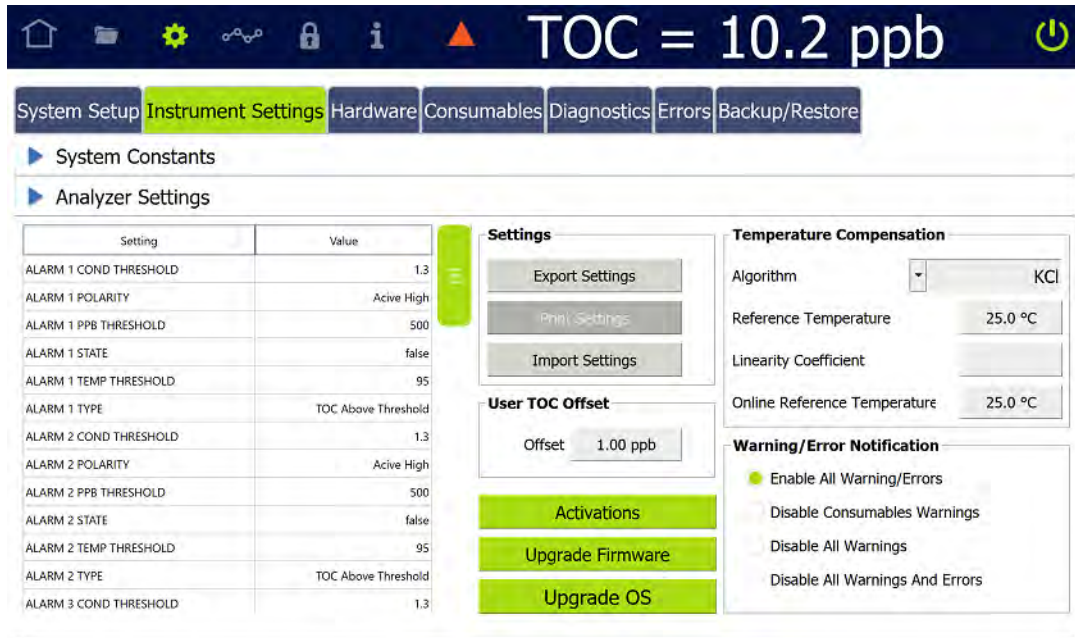 TOC = 10.2 ppb
System Setup Instrument Settings Hardware Consumables Diagnostics Errors Backup/Restore
System Constants
Analyzer Settings
Setting Value
ALARM 1 COND THRESHOLD 1.3
ALARM 1 POLARITY Acive High
ALARM 1 PPB THRESHOLD 500
ALARM 1 STATE false
ALARM 1 TEMP THRESHOLD 95
ALARM 1 TYPE TOC Above Threshold
ALARM 2 COND THRESHOLD 1.3
ALARM 2 POLARITY Acive High
ALARM 2 PPB THRESHOLD 500
ALARM 2 STATE false
ALARM 2 TEMP THRESHOLD 95
ALARM 2 TYPE TOC Above Threshold
ALARM 3 COND THRESHOLD 1.3
Settings
Export Settings
Print Settings
Import Settings
User TOC Offset
Offset 1.00 ppb
Activations
Upgrade Firmware
Upgrade OS
Temperature Compensation
Algorithm KCl
Reference Temperature 25.0 °C
Linearity Coefficient
Online Reference Temperature 25.0 °C
Warning/Error Notification
Enable All Warning/Errors
Disable Consumables Warnings
Disable All Warnings
Disable All Warnings And Errors